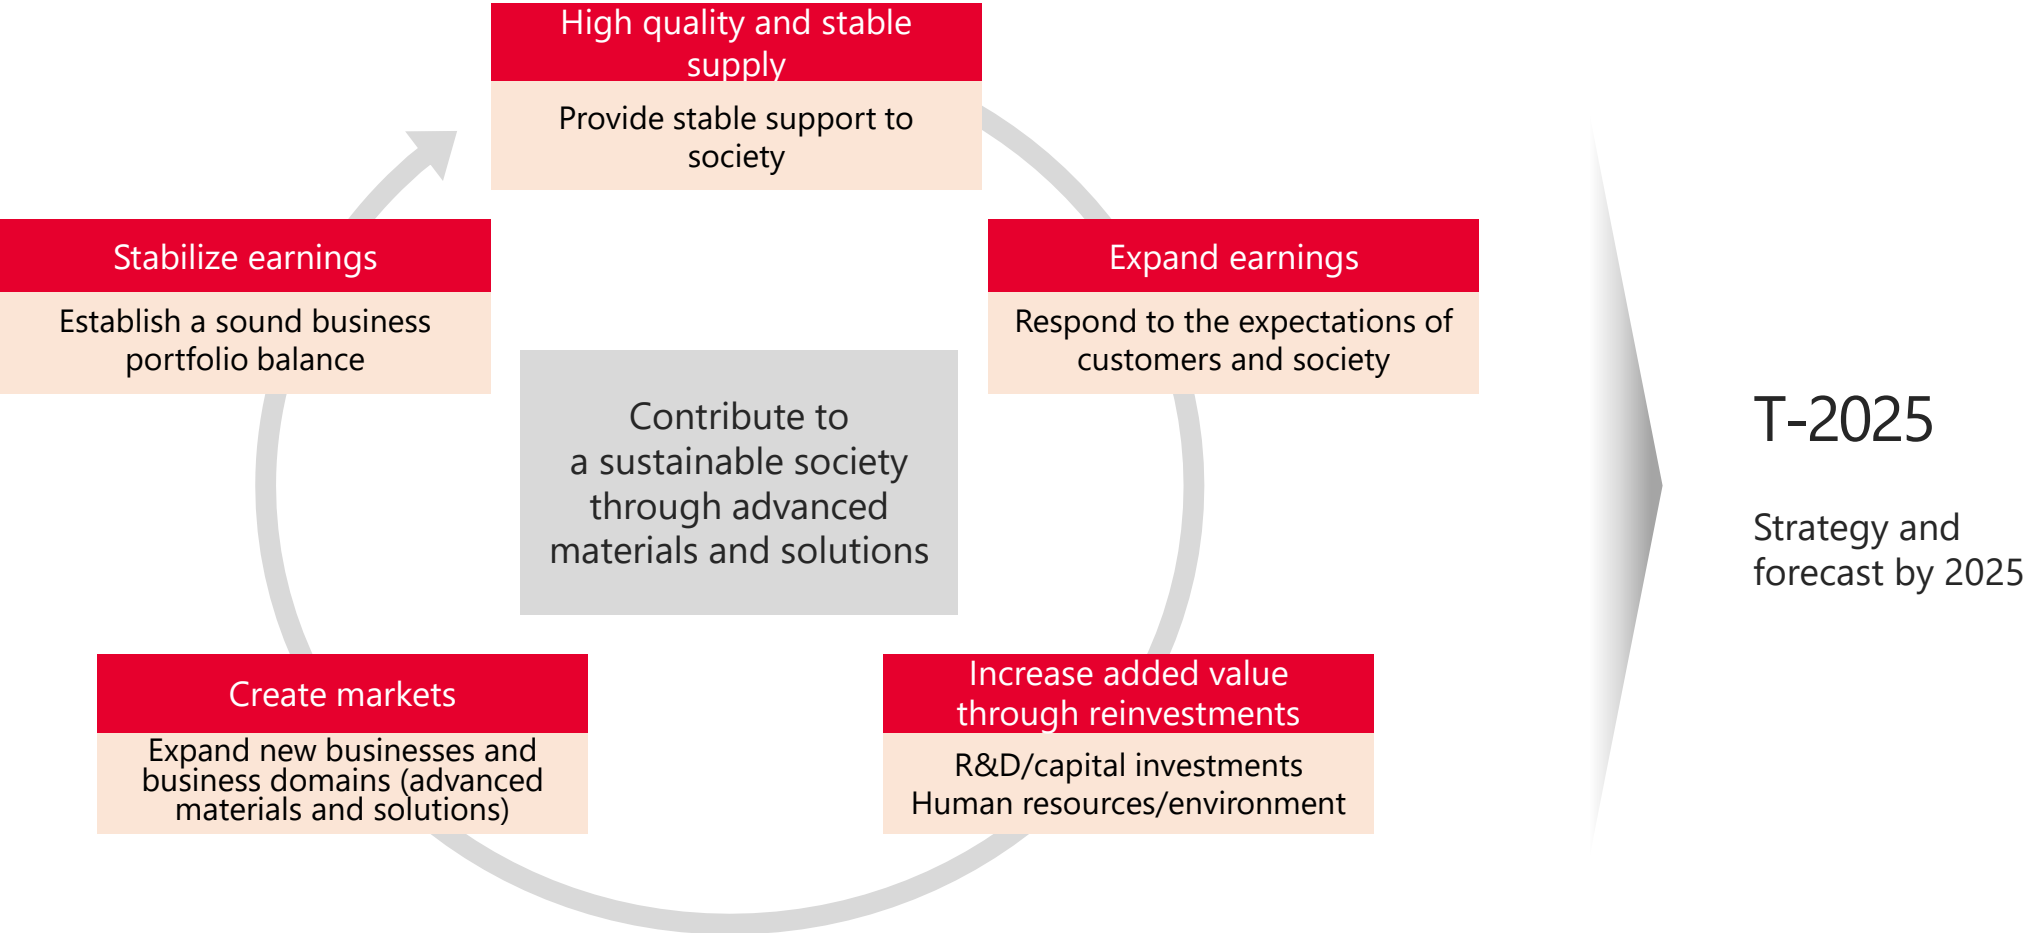 High quality and stable
supply
Provide stable support to
society
Stabilize earnings
Establish a sound business
portfolio balance
Expand earnings
Respond to the expectations of
customers and society
Contribute to
a sustainable society
through advanced
materials and solutions
T-2025
Strategy and
forecast by 2025
Create markets
Expand new businesses and
business domains (advanced
materials and solutions)
Increase added value
through reinvestments
R&D/capital investments
Human resources/environment